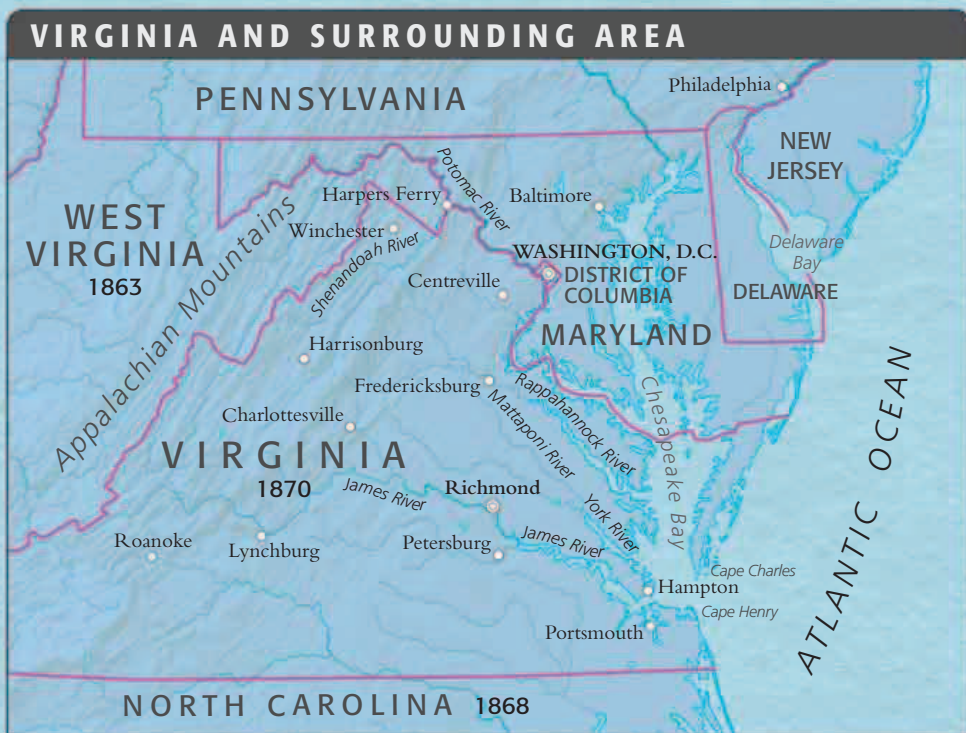 VIRGINIA AND SURROUNDING AREA
Philadelphia
PENNSYLVANIA
NEW
JERSEY
Potomac River
Harpers Ferry
Baltimore
WEST
VIRGINIA
1863
Winchester
Appalachian Mountains
Shenandoah River
Delaware
Bay
WASHINGTON, D.C.
DISTRICT OF
COLUMBIA
Centreville
DELAWARE
MARYLAND
Harrisonburg
Fredericksburg
Rappahannock River
Mattaponi River
Chesapeake Bay
ATLANTIC OCEAN
Charlottesville
VIRGINIA
1870
James River
Richmond
York River
Roanoke
Lynchburg
Petersburg
James River
Cape Charles
Hampton
Cape Henry
Portsmouth
NORTH CAROLINA 1868